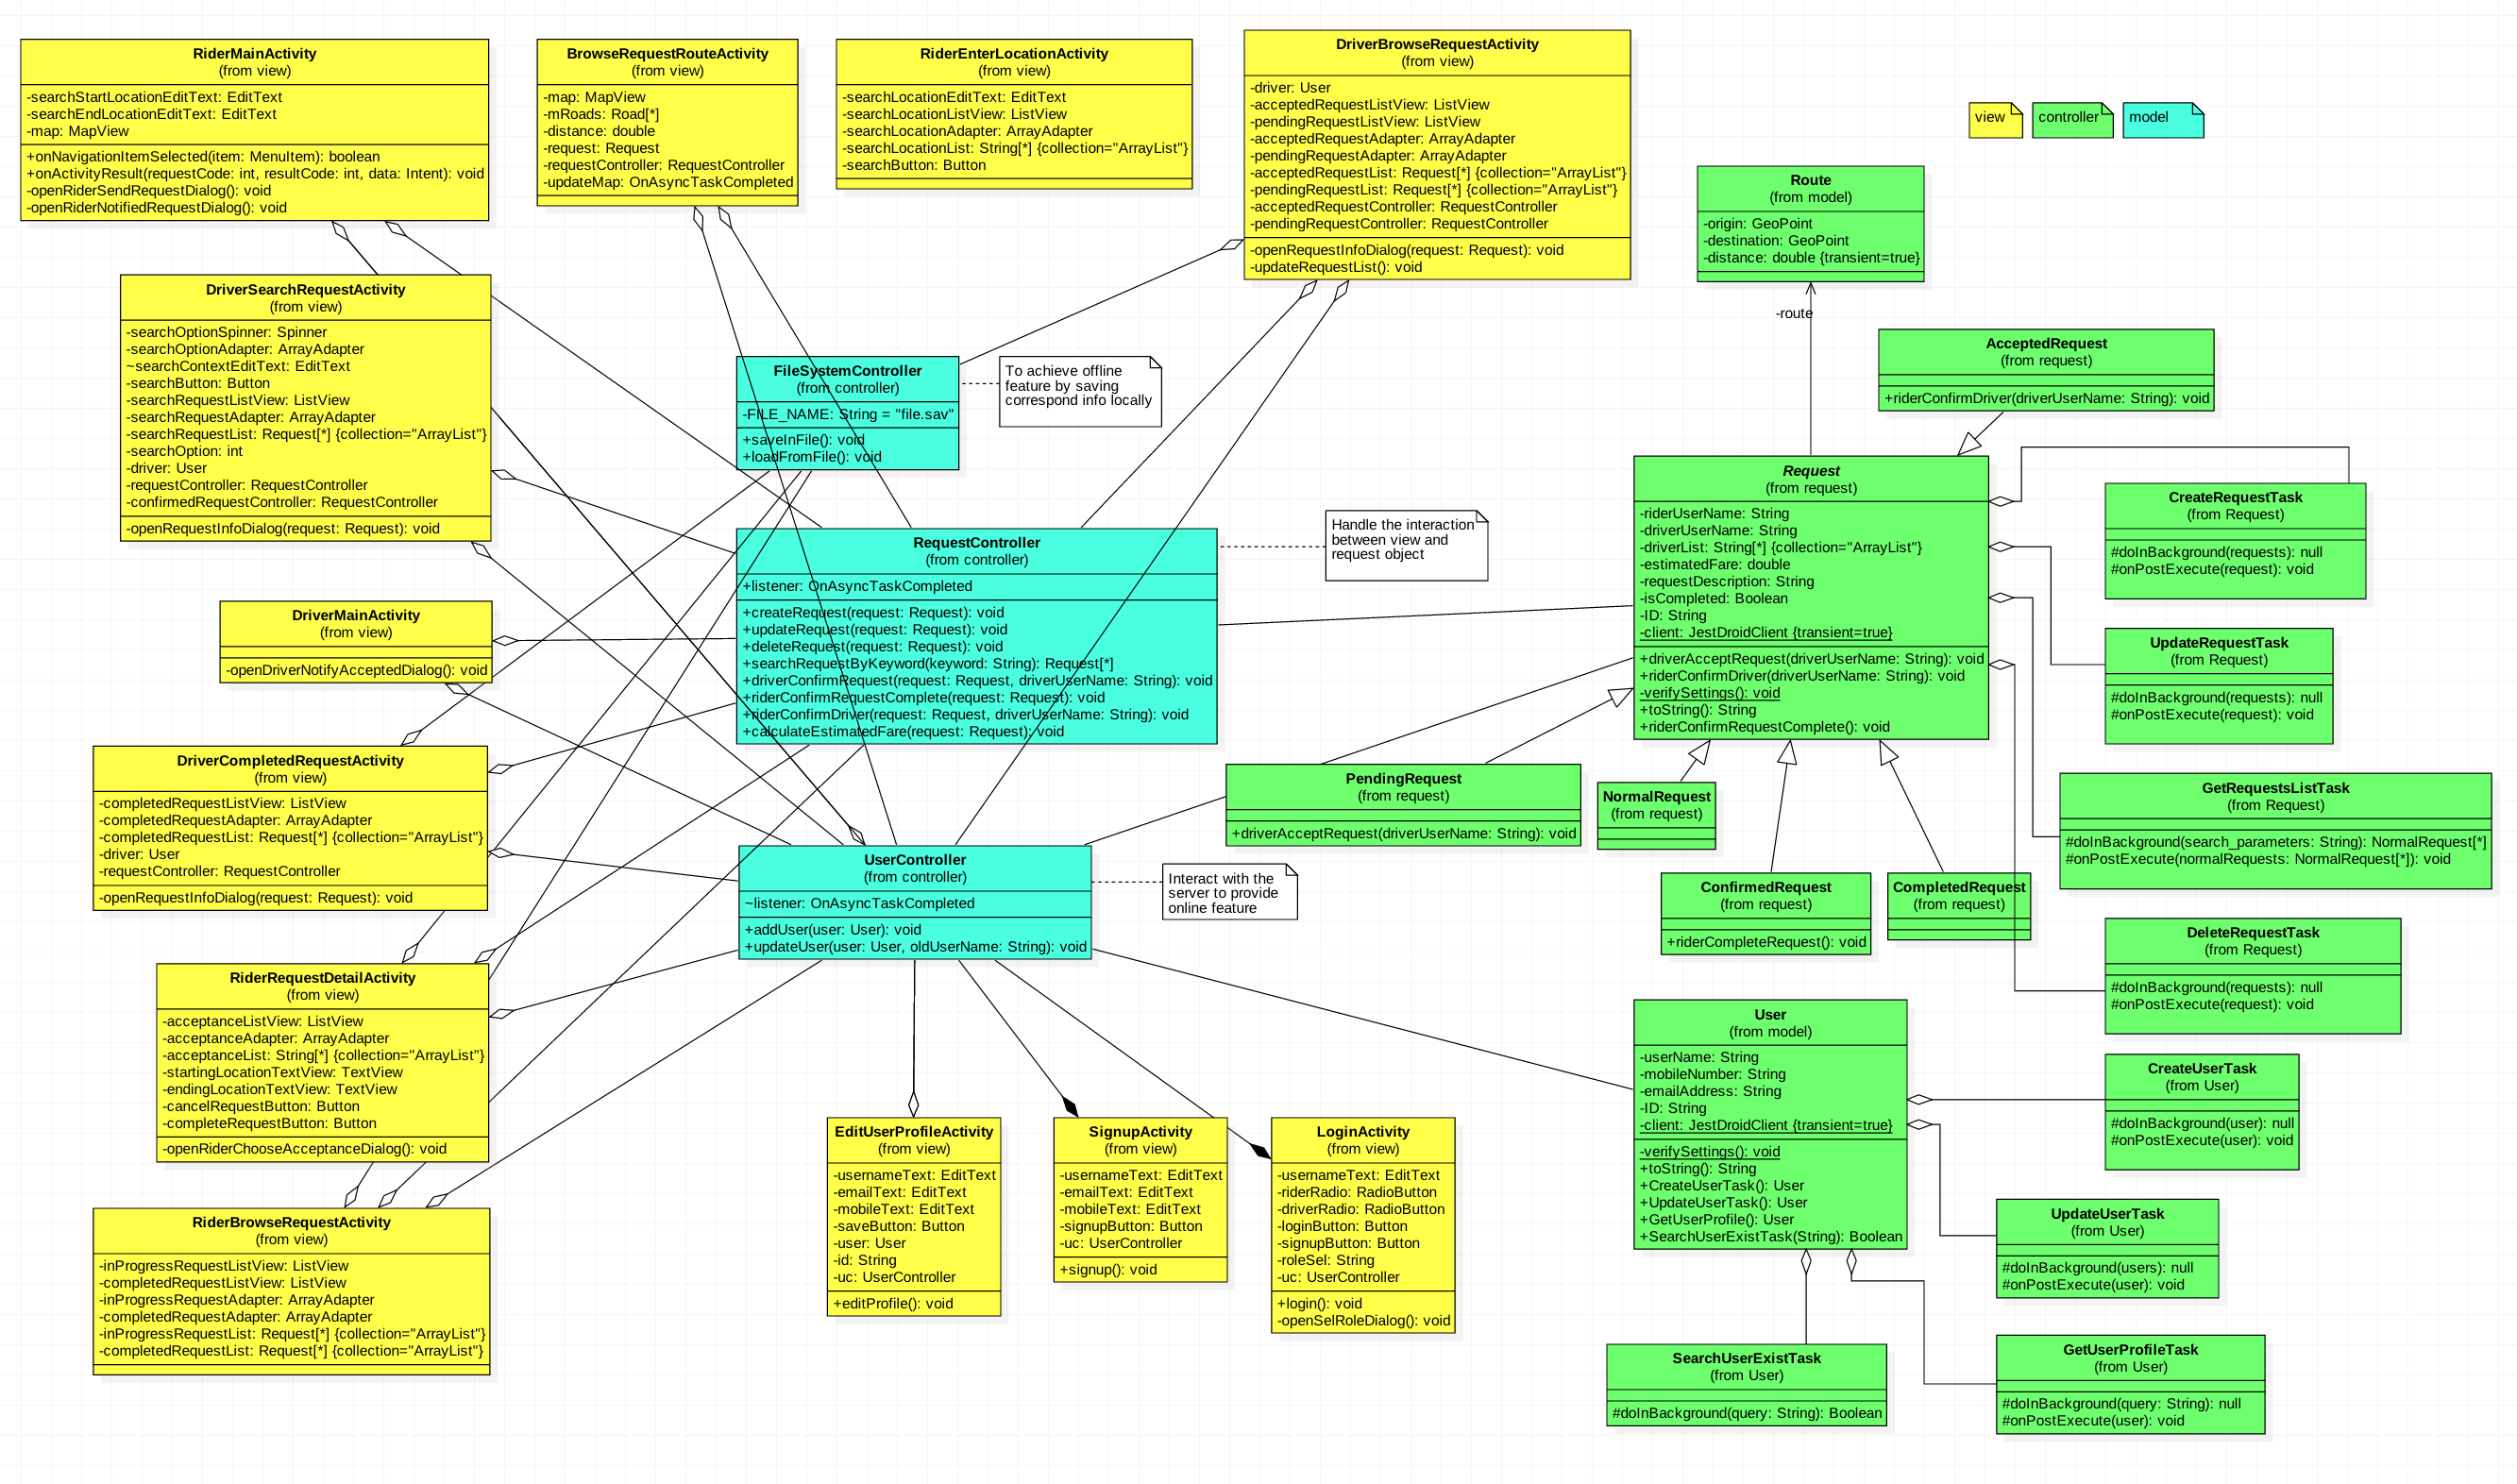 RiderMainActivity
(from view)
-searchStartLocationEditText: EditText
-searchEndLocationEditText: EditText
-map: MapView
+onNavigationItemSelected(item: MenuItem): boolean
+onActivityResult(requestCode: int, resultCode: int, data: Intent): void
-openRiderSendRequestDialog(): void
-openRiderNotifiedRequestDialog(): void
BrowseRequestRouteActivity
(from view)
-map: MapView
-mRoads: Road[*]
-distance: double
-request: Request
-requestController: RequestController
-updateMap: OnAsyncTaskCompleted
RiderEnterLocationActivity
(from view)
-searchLocationEditText: EditText
-searchLocationListView: ListView
-searchLocationAdapter: ArrayAdapter
-searchLocationList: String[*] {collection="ArrayList"}
-searchButton: Button
DriverBrowseRequestActivity
(from view)
-driver: User
-acceptedRequestListView: ListView
-pendingRequestListView: ListView
-acceptedRequestAdapter: ArrayAdapter
-pendingRequestAdapter: ArrayAdapter
-acceptedRequestList: Request[*] {collection="ArrayList"}
-pendingRequestList: Request[*] {collection="ArrayList"}
-acceptedRequestController: RequestController
-pendingRequestController: RequestController
-openRequestInfoDialog(request: Request): void
-updateRequestList(): void
view
controller
model
Route
(from model)
-origin: GeoPoint
-destination: GeoPoint
-distance: double {transient=true}
-route
DriverSearchRequestActivity
(from view)
-searchOptionSpinner: Spinner
-searchOptionAdapter: ArrayAdapter
~searchContextEditText: EditText
-searchButton: Button
-searchRequestListView: ListView
-searchRequestAdapter: ArrayAdapter
-searchRequestList: Request[*] {collection="ArrayList"}
-searchOption: int
-driver: User
-requestController: RequestController
-confirmedRequestController: RequestController
-openRequestInfoDialog(request: Request): void
FileSystemController
(from controller)
-FILE_NAME: String = "file.sav"
+saveInFile(): void
+loadFromFile(): void
To achieve offline
feature by saving
correspond info locally
AcceptedRequest
(from request)
+riderConfirmDriver(driverUserName: String): void
Request
(from request)
-riderUserName: String
-driverUserName: String
-driverList: String[*] {collection="ArrayList"}
-estimatedFare: double
-requestDescription: String
-isCompleted: Boolean
-ID: String
-client: JestDroidClient {transient=true}
+driverAcceptRequest(driverUserName: String): void
+riderConfirmDriver(driverUserName: String): void
-verifySettings(): void
+toString(): String
+riderConfirmRequestComplete(): void
CreateRequestTask
(from Request)
#doInBackground(requests): null
#onPostExecute(request): void
RequestController
(from controller)
+listener: OnAsyncTaskCompleted
+createRequest(request: Request): void
+updateRequest(request: Request): void
+deleteRequest(request: Request): void
+searchRequestByKeyword(keyword: String): Request[*]
+driverConfirmRequest(request: Request, driverUserName: String): void
+riderConfirmRequestComplete(request: Request): void
+riderConfirmDriver(request: Request, driverUserName: String): void
+calculateEstimatedFare(request: Request): void
Handle the interaction
between view and
request object
DriverMainActivity
(from view)
-openDriverNotifyAcceptedDialog(): void
UpdateRequestTask
(from Request)
#doInBackground(requests): null
#onPostExecute(request): void
DriverCompletedRequestActivity
(from view)
-completedRequestListView: ListView
-completedRequestAdapter: ArrayAdapter
-completedRequestList: Request[*] {collection="ArrayList"}
-driver: User
-requestController: RequestController
-openRequestInfoDialog(request: Request): void
PendingRequest
(from request)
+driverAcceptRequest(driverUserName: String): void
NormalRequest
(from request)
GetRequestsListTask
(from Request)
#doInBackground(search_parameters: String): NormalRequest[*]
#onPostExecute(normalRequests: NormalRequest[*]): void
UserController
(from controller)
~listener: OnAsyncTaskCompleted
+addUser(user: User): void
+updateUser(user: User, oldUserName: String): void
Interact with the
server to provide
online feature
ConfirmedRequest
(from request)
+riderCompleteRequest(): void
CompletedRequest
(from request)
DeleteRequestTask
(from Request)
#doInBackground(requests): null
#onPostExecute(request): void
RiderRequestDetailActivity
(from view)
-acceptanceListView: ListView
-acceptanceAdapter: ArrayAdapter
-acceptanceList: String[*] {collection="ArrayList"}
-startingLocationTextView: TextView
-endingLocationTextView: TextView
-cancelRequestButton: Button
-completeRequestButton: Button
-openRiderChooseAcceptanceDialog(): void
User
(from model)
-userName: String
-mobileNumber: String
-emailAddress: String
-ID: String
-client: JestDroidClient {transient=true}
-verifySettings(): void
+toString(): String
+CreateUserTask(): User
+UpdateUserTask(): User
+GetUserProfile(): User
+SearchUserExistTask(String): Boolean
CreateUserTask
(from User)
#doInBackground(user): null
#onPostExecute(user): void
EditUserProfileActivity
(from view)
-usernameText: EditText
-emailText: EditText
-mobileText: EditText
-saveButton: Button
-user: User
-id: String
-uc: UserController
+editProfile(): void
SignupActivity
(from view)
-usernameText: EditText
-emailText: EditText
-mobileText: EditText
-signupButton: Button
-uc: UserController
+signup(): void
LoginActivity
(from view)
-usernameText: EditText
-riderRadio: RadioButton
-driverRadio: RadioButton
-loginButton: Button
-signupButton: Button
-roleSel: String
-uc: UserController
+login(): void
-openSelRoleDialog(): void
UpdateUserTask
(from User)
#doInBackground(users): null
#onPostExecute(user): void
RiderBrowseRequestActivity
(from view)
-inProgressRequestListView: ListView
-completedRequestListView: ListView
-inProgressRequestAdapter: ArrayAdapter
-completedRequestAdapter: ArrayAdapter
-inProgressRequestList: Request[*] {collection="ArrayList"}
-completedRequestList: Request[*] {collection="ArrayList"}
SearchUserExistTask
(from User)
#doInBackground(query: String): Boolean
GetUserProfileTask
(from User)
#doInBackground(query: String): null
#onPostExecute(user): void